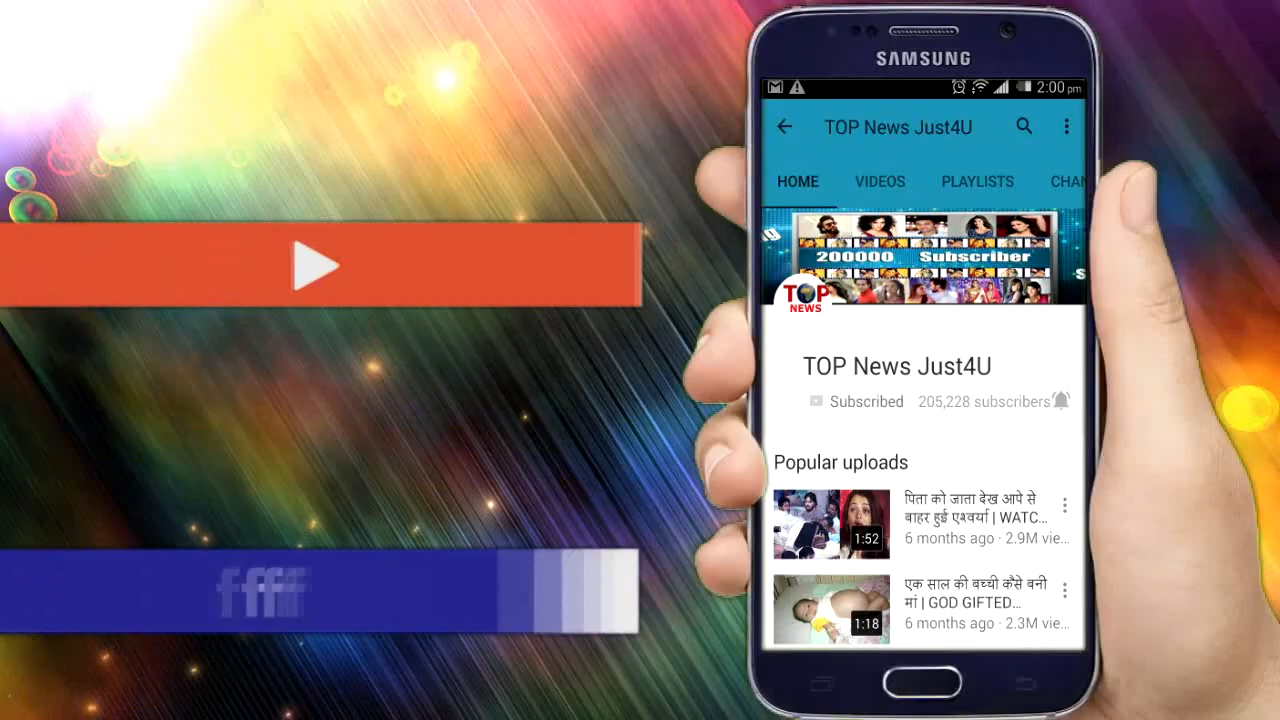 SAMSUNG
2:00 pm
TOP News Just4U
HOME VIDEOS PLAYLISTS CHAN
200000 Subscriber
TOP
NEWS
TOP News Just4U
Subscribed 205,228 subscribers
Popular uploads
पिता को जाता देख आपे से
बाहर हुई एश्वर्या | WATC...
6 months ago · 2.9M vie...
1:52
एक साल की बच्ची कैसे बनी
मां | GOD GIFTED...
6 months ago · 2.3M vie...
1:18